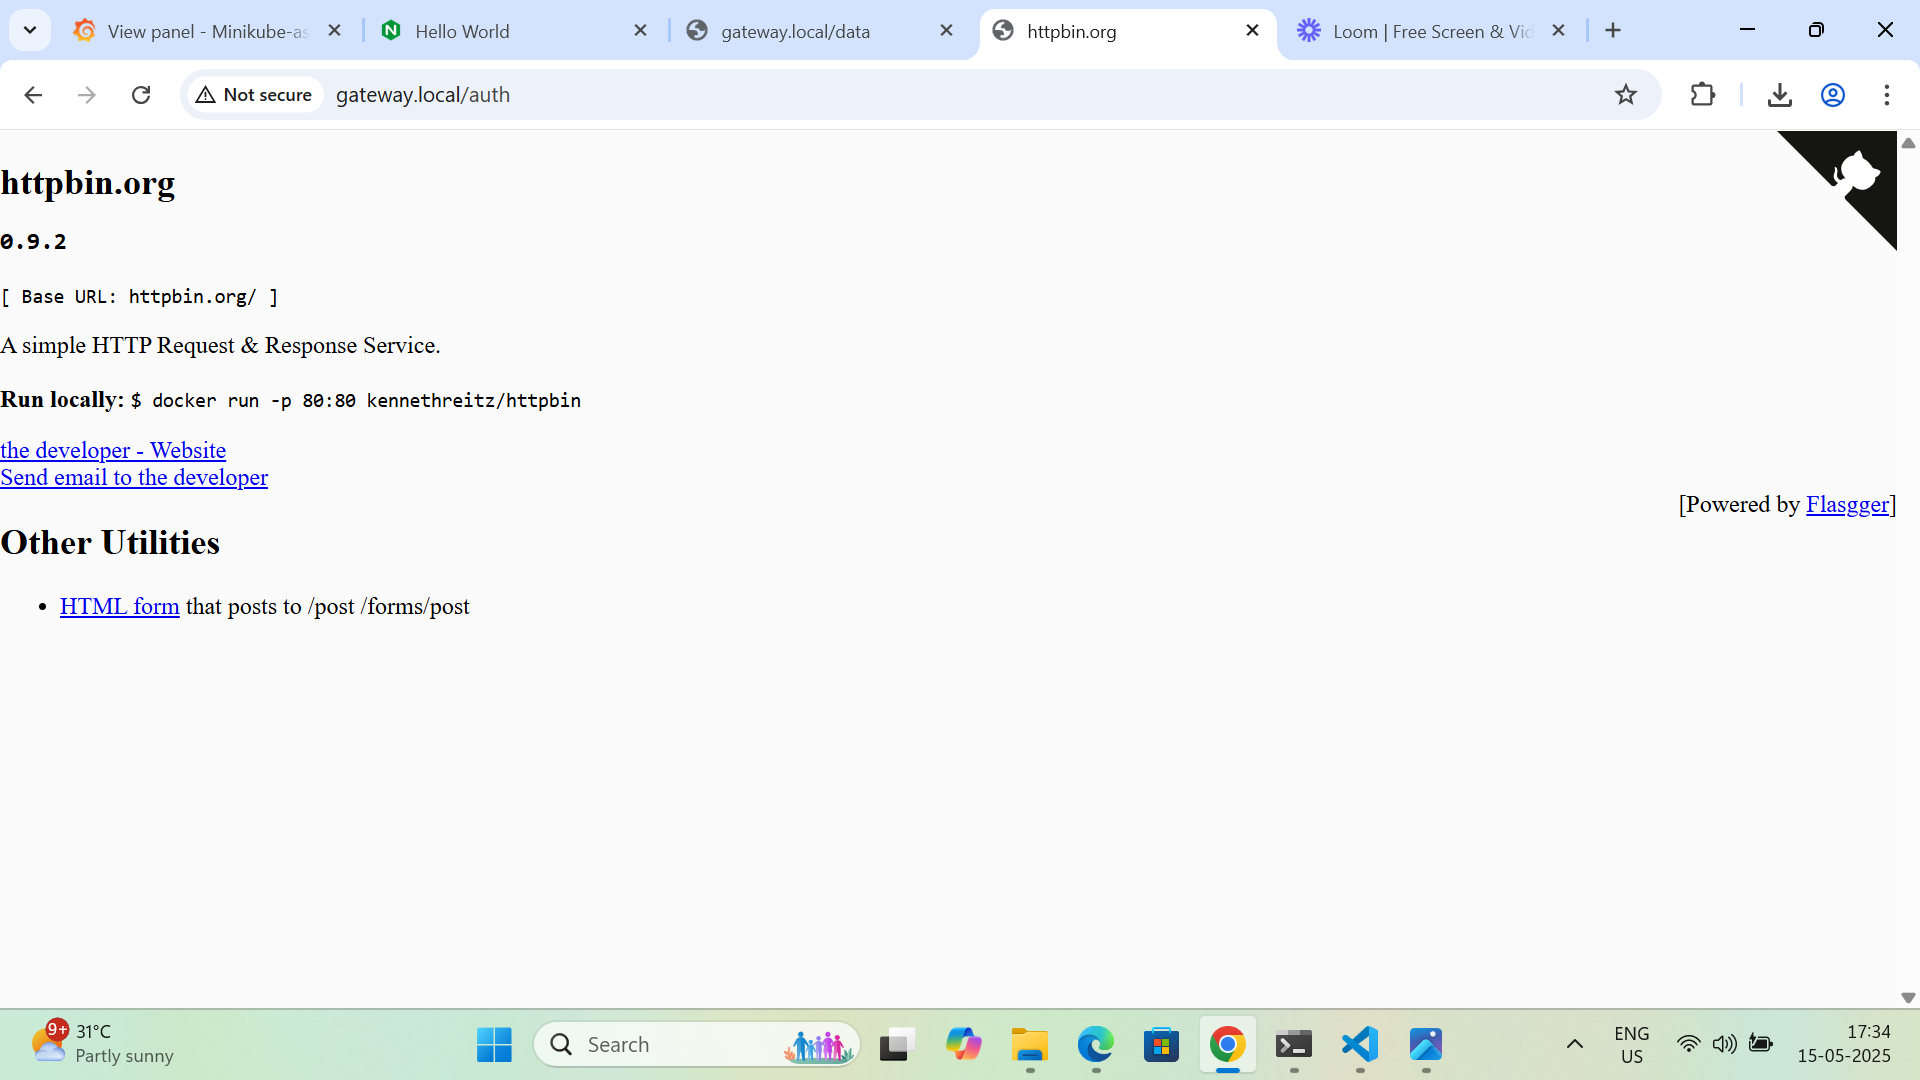 View panel - Minikube-as
Hello World
gateway.local/data
httpbin.org
Loom | Free Screen & Vid
Not secure
gateway.local/auth
httpbin.org
0.9.2
[ Base URL: httpbin.org/ ]
A simple HTTP Request & Response Service.
Run locally: $ docker run -p 80:80 kennethreitz/httpbin
the developer - Website
Send email to the developer
[Powered by Flasgger]
Other Utilities
HTML form that posts to /post /forms/post
9+
31°C
Partly sunny
Search
ENG
US
17:34
15-05-2025